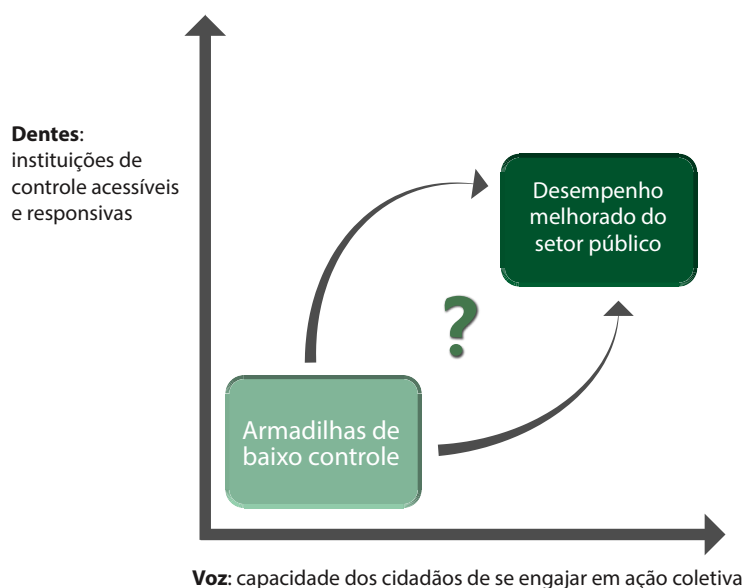 Dentes:
instituições de
controle acessíveis
e responsivas
Desempenho
melhorado do
setor público
?
Armadilhas de
baixo controle
Voz: capacidade dos cidadãos de se engajar em ação coletiva